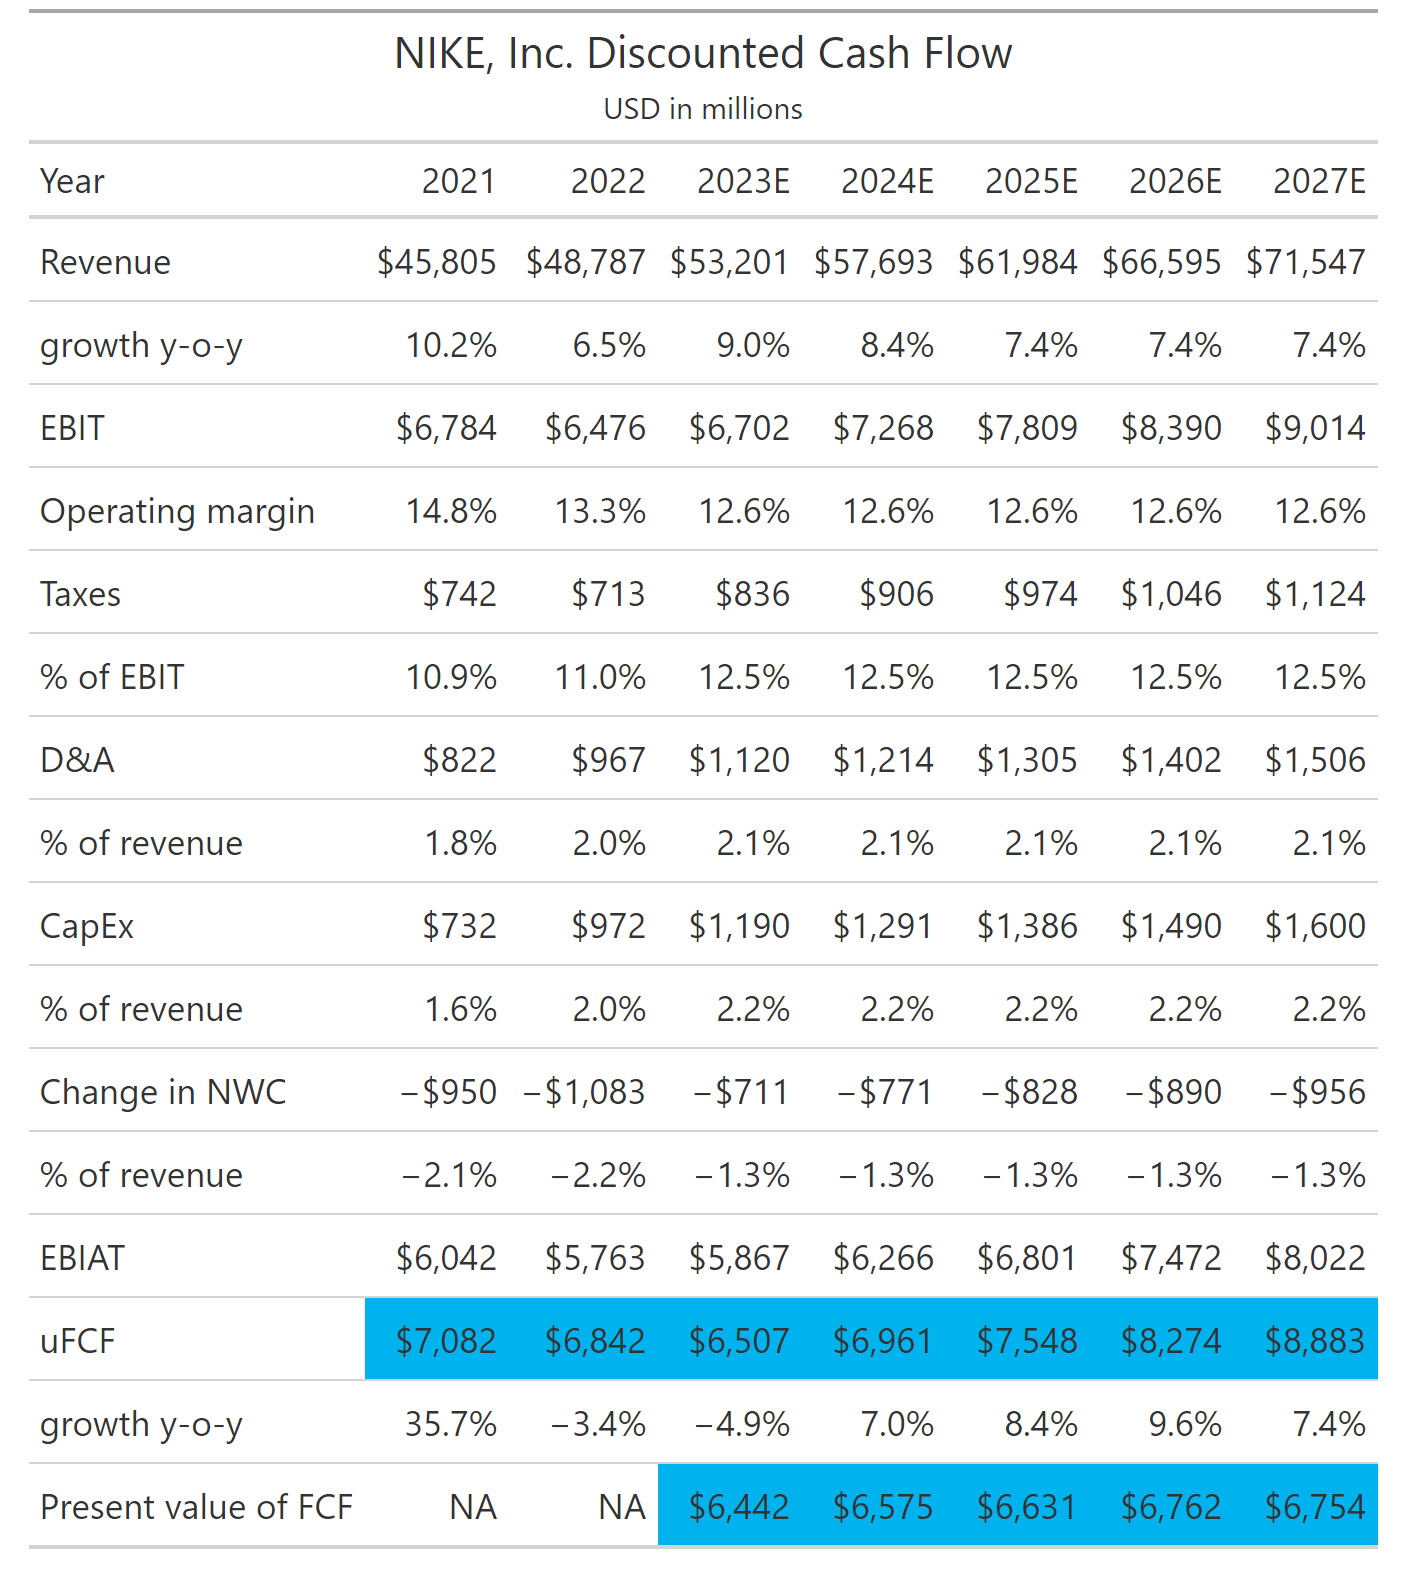 NIKE, Inc. Discounted Cash Flow
USD in millions
Year 2021 2022 2023E 2024E 2025E 2026E 2027E
Revenue $45,805 $48,787 $53,201 $57,693 $61,984 $66,595 $71,547
growth y-o-y 10.2% 6.5% 9.0% 8.4% 7.4% 7.4% 7.4%
EBIT $6,784 $6,476 $6,702 $7,268 $7,809 $8,390 $9,014
Operating margin 14.8% 13.3% 12.6% 12.6% 12.6% 12.6% 12.6%
Taxes $742 $713 $836 $906 $974 $1,046 $1,124
% of EBIT 10.9% 11.0% 12.5% 12.5% 12.5% 12.5% 12.5%
D&A $822 $967 $1,120 $1,214 $1,305 $1,402 $1,506
% of revenue 1.8% 2.0% 2.1% 2.1% 2.1% 2.1% 2.1%
CapEx $732 $972 $1,190 $1,291 $1,386 $1,490 $1,600
% of revenue 1.6% 2.0% 2.2% 2.2% 2.2% 2.2% 2.2%
Change in NWC −$950 −$1,083 −$711 −$771 −$828 −$890 −$956
% of revenue −2.1% −2.2% −1.3% −1.3% −1.3% −1.3% −1.3%
EBIAT $6,042 $5,763 $5,867 $6,266 $6,801 $7,472 $8,022
uFCF $7,082 $6,842 $6,507 $6,961 $7,548 $8,274 $8,883
growth y-o-y 35.7% −3.4% −4.9% 7.0% 8.4% 9.6% 7.4%
Present value of FCF NA NA $6,442 $6,575 $6,631 $6,762 $6,754